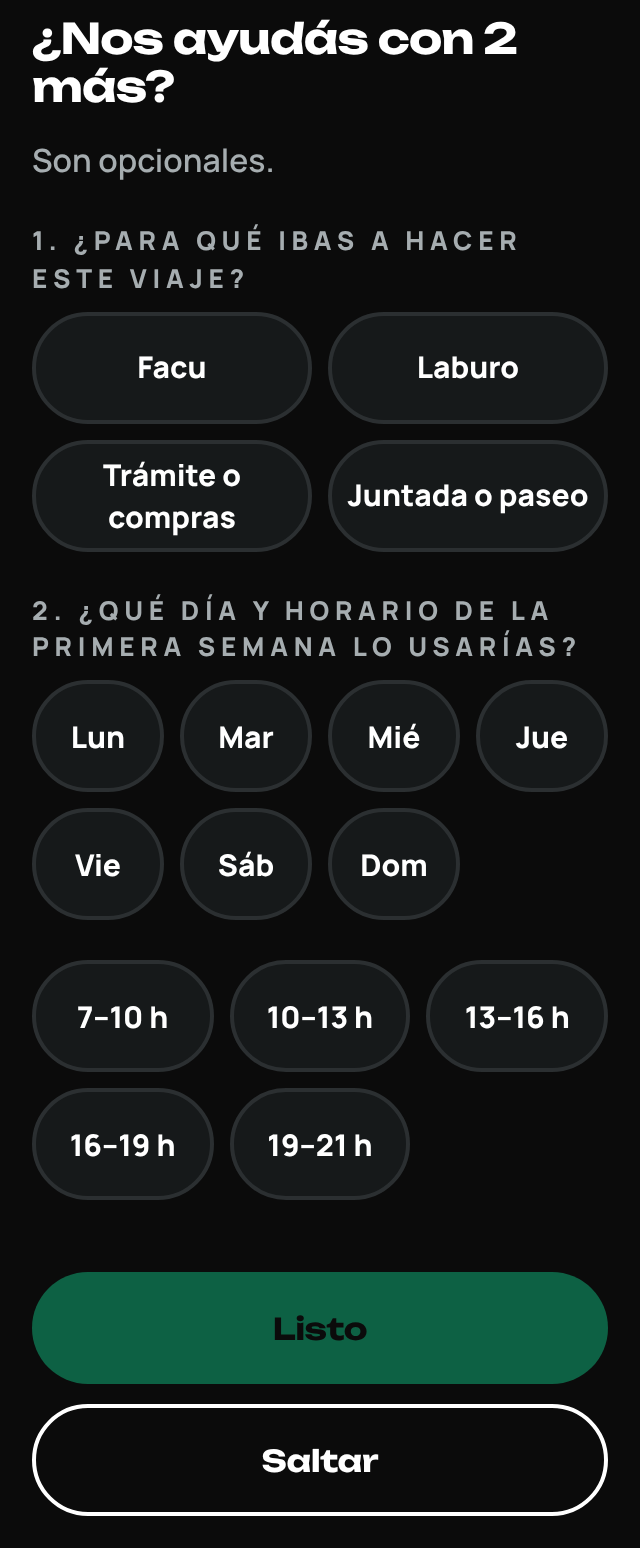 ¿Nos ayudás con 2
más?
Son opcionales.
1. ¿PARA QUÉ IBAS A HACER
ESTE VIAJE?
Facu
Laburo
Trámite o
compras
Juntada o paseo
2. ¿QUÉ DÍA Y HORARIO DE LA
PRIMERA SEMANA LO USARÍAS?
Lun
Mar
Mié
Jue
Vie
Sáb
Dom
7–10 h
10–13 h
13–16 h
16–19 h
19–21 h
Listo
Saltar